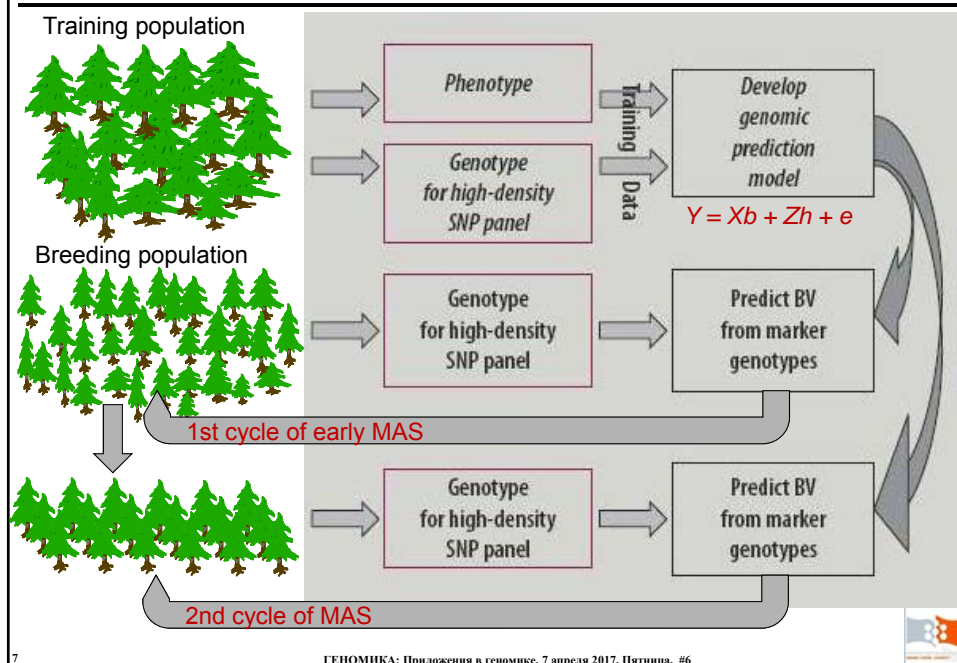 Training population
Phenotype
Genotype
for high-density
SNP panel
Training Data
Develop
genomic
prediction
model
Y = Xb + Zh + e
Breeding population
Genotype
for high-density
SNP panel
Predict BV
from marker
genotypes
1st cycle of early MAS
Genotype
for high-density
SNP panel
Predict BV
from marker
genotypes
2nd cycle of MAS
7
ГЕНОМИКА: Приложения в геномике, 7 апреля 2017, Пятница, #6